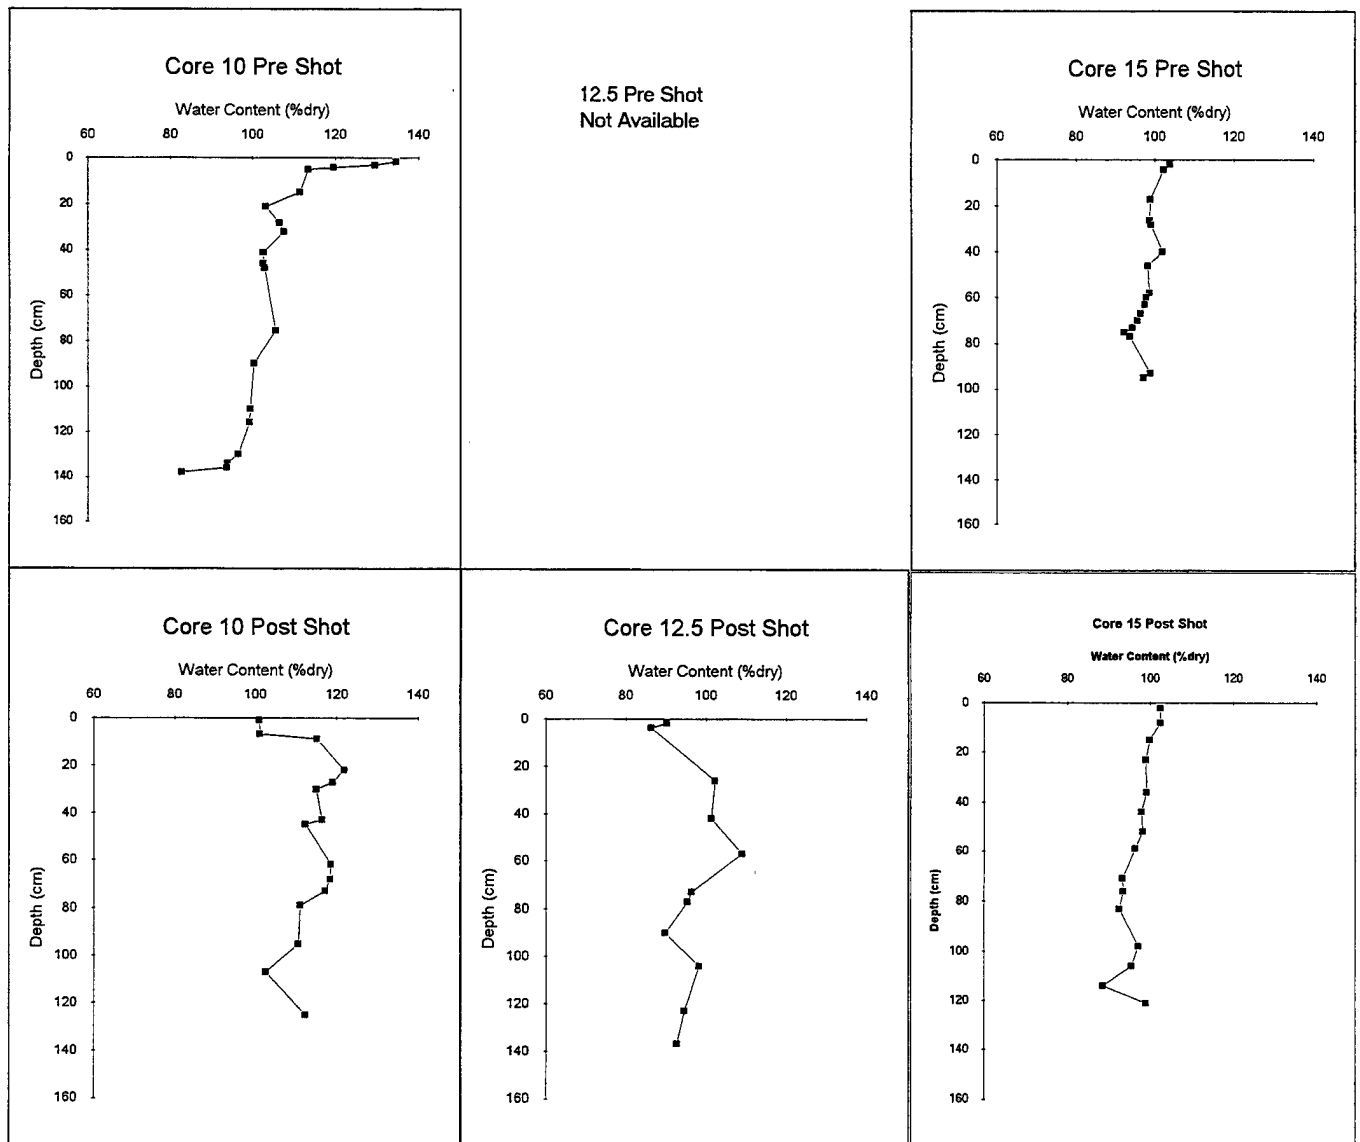 Core 10 Pre Shot
Water Content (%dry)
60 80 100 120 140
0
20
40
60
80
100
120
140
160
Depth (cm)
12.5 Pre Shot
Not Available
Core 15 Pre Shot
Water Content (%dry)
60 80 100 120 140
0
20
40
60
80
100
120
140
160
Depth (cm)
Core 10 Post Shot
Water Content (%dry)
60 80 100 120 140
0
20
40
60
80
100
120
140
160
Depth (cm)
Core 12.5 Post Shot
Water Content (%dry)
60 80 100 120 140
0
20
40
60
80
100
120
140
160
Depth (cm)
Core 15 Post Shot
Water Content (%dry)
60 80 100 120 140
0
20
40
60
80
100
120
140
160
Depth (cm)